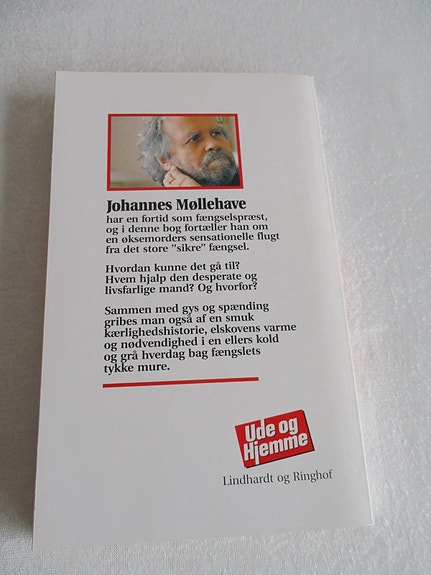 Johannes Møllehave
har en fortid som fængselspræst,
og i denne bog fortæller han om
en øksemorders sensationelle flugt
fra det store "sikre" fængsel.
Hvordan kunne det gå til?
Hvem hjalp den desperate og
livsfarlige mand? Og hvorfor?
Sammen med gys og spænding
gribes man også af en smuk
kærlighedshistorie, elskovens varme
og nødvendighed i en ellers kold
og grå hverdag bag fængslets
tykke mure.
Ude og
Hjemme
Lindhardt og Ringhof